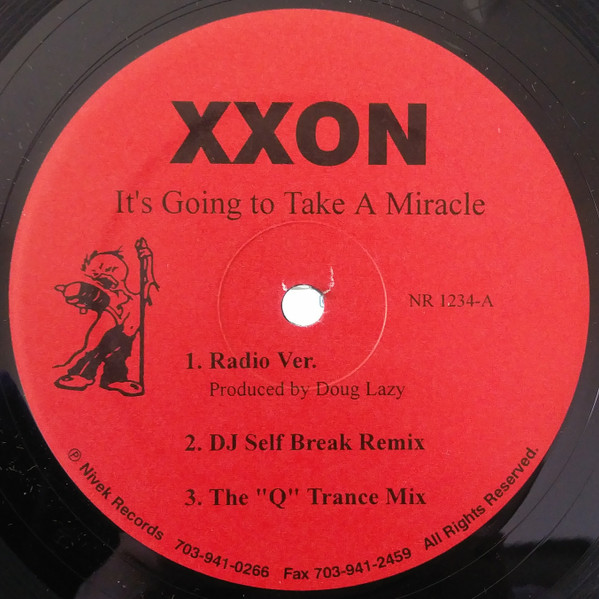 XXON
It's Going to Take A Miracle
NR 1234-A
1. Radio Ver.
Produced by Doug Lazy
2. DJ Self Break Remix
3. The "Q" Trance Mix
℗ Nivek Records 703-941-0266 Fax 703-941-2459 All Rights Reserved.